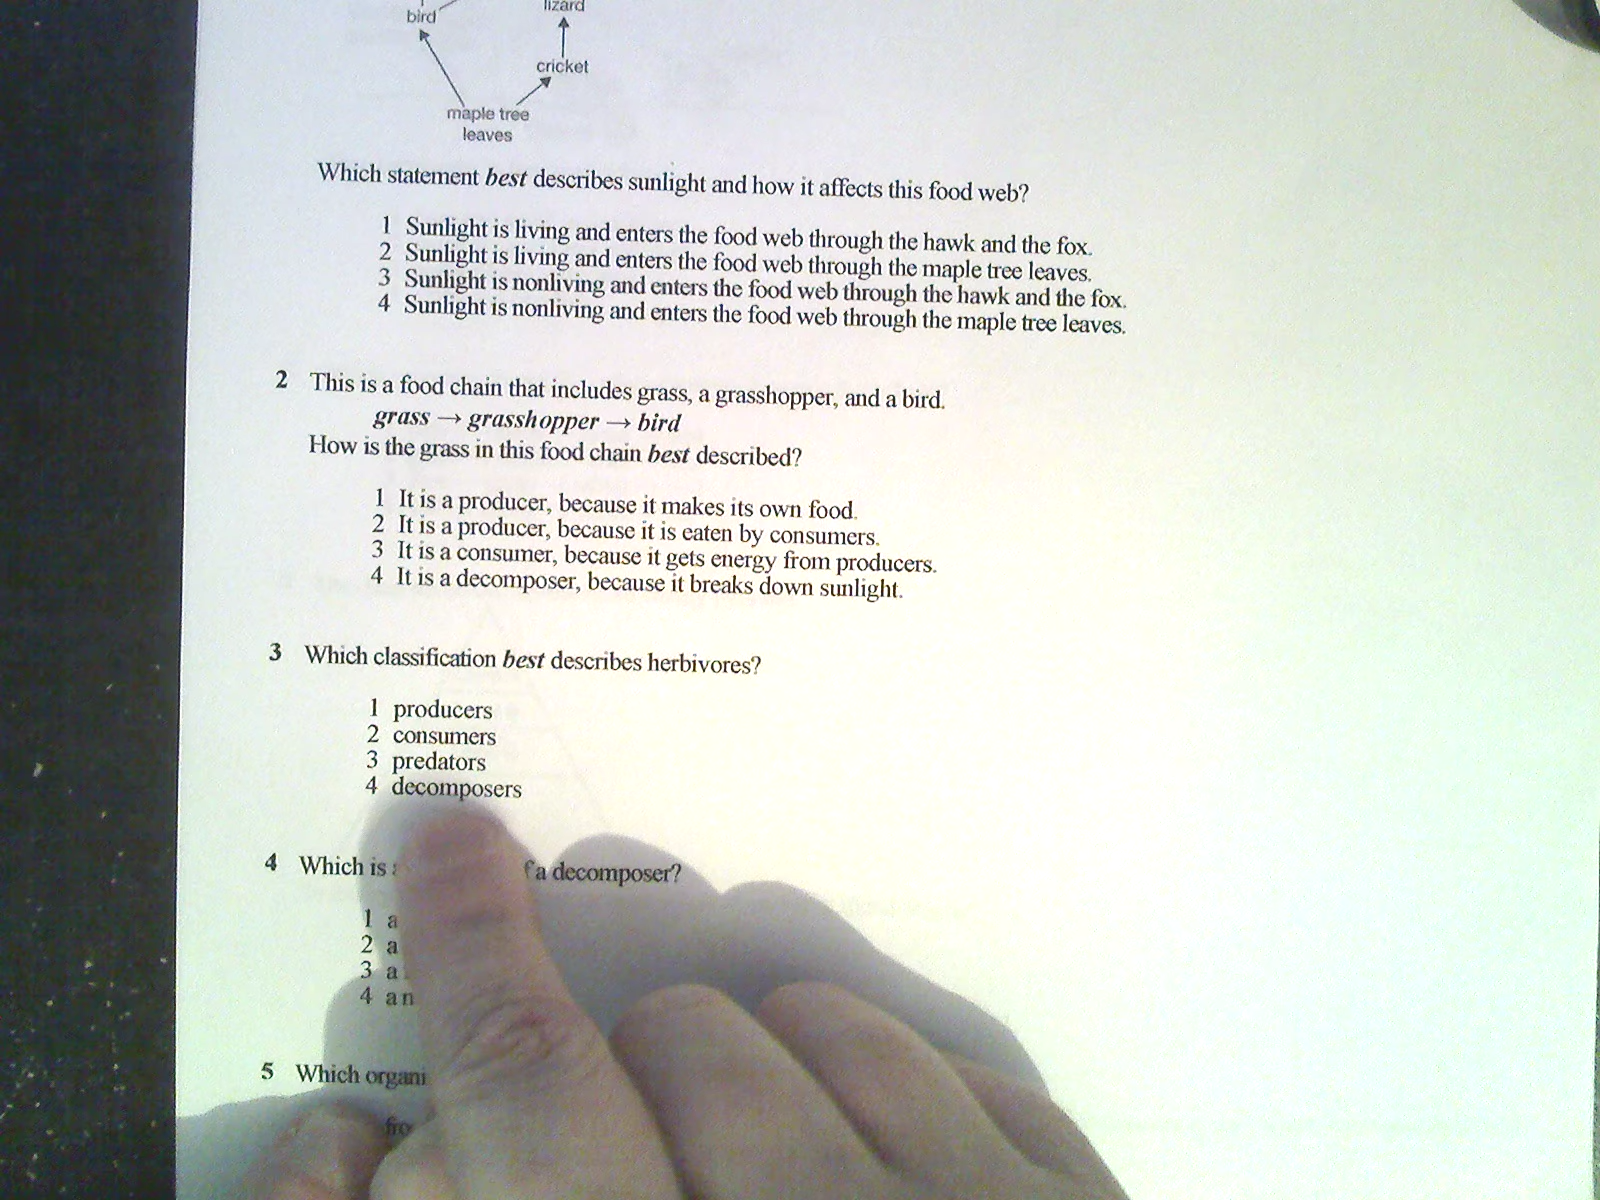 bird
lizard
cricket
maple tree
leaves
Which statement best describes sunlight and how it affects this food web?
1 Sunlight is living and enters the food web through the hawk and the fox.
2 Sunlight is living and enters the food web through the maple tree leaves.
3 Sunlight is nonliving and enters the food web through the hawk and the fox.
4 Sunlight is nonliving and enters the food web through the maple tree leaves.
2 This is a food chain that includes grass, a grasshopper, and a bird.
grass → grasshopper → bird
How is the grass in this food chain best described?
1 It is a producer, because it makes its own food.
2 It is a producer, because it is eaten by consumers.
3 It is a consumer, because it gets energy from producers.
4 It is a decomposer, because it breaks down sunlight.
3 Which classification best describes herbivores?
1 producers
2 consumers
3 predators
4 decomposers
4 Which is a decomposer?
1 a
2 a
3 a
4 an
5 Which